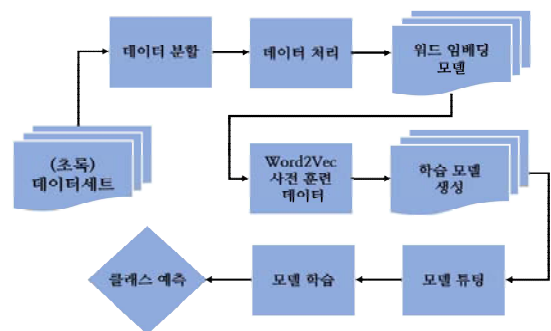 데이터 분할
데이터 처리
워드 임베딩
모델
(초록)
데이터세트
Word2Vec
사전 훈련
데이터
학습 모델
생성
클래스 예측
모델 학습
모델 튜팅